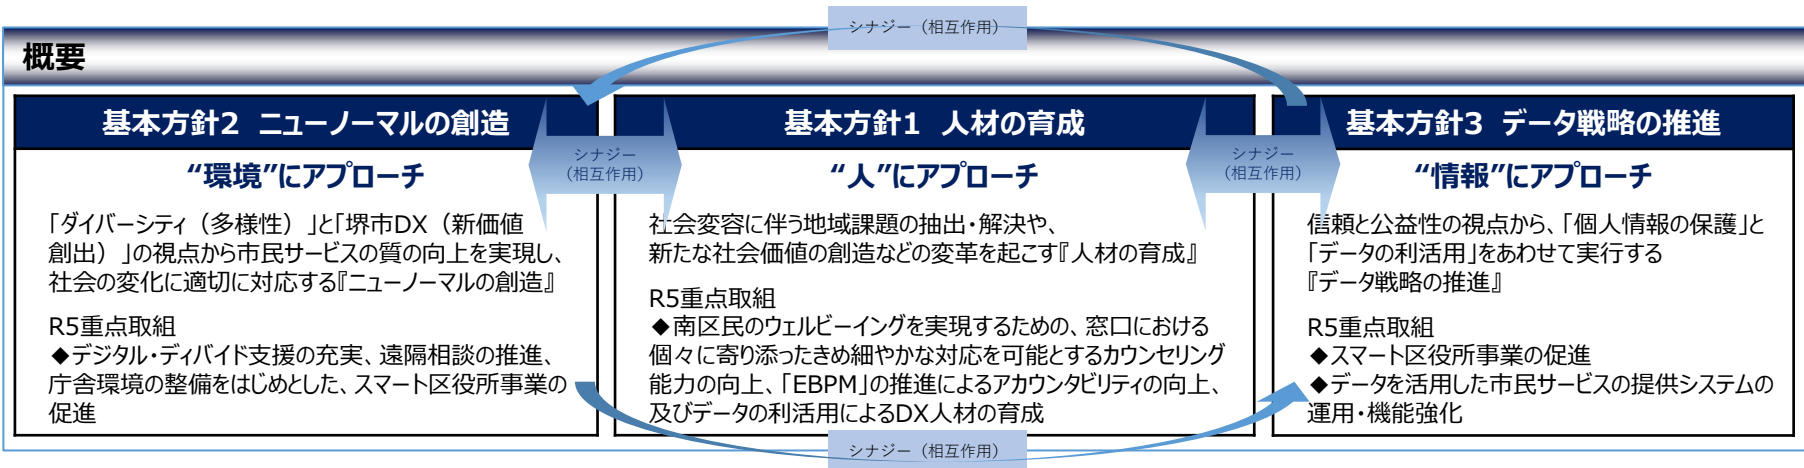 シナジー（相互作用）
概要
基本方針2 ニューノーマルの創造
“環境”にアプローチ
「ダイバーシティ（多様性）」と「堺市DX（新価値
創出）」の視点から市民サービスの質の向上を実現し、
社会の変化に適切に対応する『ニューノーマルの創造』
R5重点取組
◆デジタル・ディバイド支援の充実、遠隔相談の推進、
庁舎環境の整備をはじめとした、スマート区役所事業の
促進
シナジー
（相互作用）
基本方針1 人材の育成
“人”にアプローチ
社会変容に伴う地域課題の抽出・解決や、
新たな社会価値の創造などの変革を起こす『人材の育成』
R5重点取組
◆南区民のウェルビーイングを実現するための、窓口における
個々に寄り添ったきめ細やかな対応を可能とするカウンセリング
能力の向上、「EBPM」の推進によるアカウンタビリティの向上、
及びデータの利活用によるDX人材の育成
シナジー
（相互作用）
基本方針3 データ戦略の推進
“情報”にアプローチ
信頼と公益性の視点から、「個人情報の保護」と
「データの利活用」をあわせて実行する
『データ戦略の推進』
R5重点取組
◆スマート区役所事業の促進
◆データを活用した市民サービスの提供システムの
運用・機能強化
シナジー（相互作用）